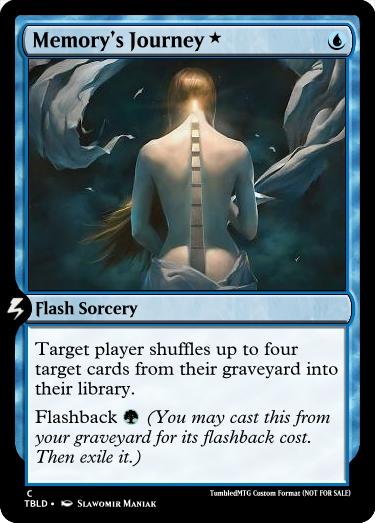 Memory's Journey ★
Flash Sorcery
Target player shuffles up to four
target cards from their graveyard into
their library.
Flashback (You may cast this from
your graveyard for its flashback cost.
Then exile it.)
C
TBLD • Slawomir Maniak
TumbledMTG Custom Format (NOT FOR SALE)